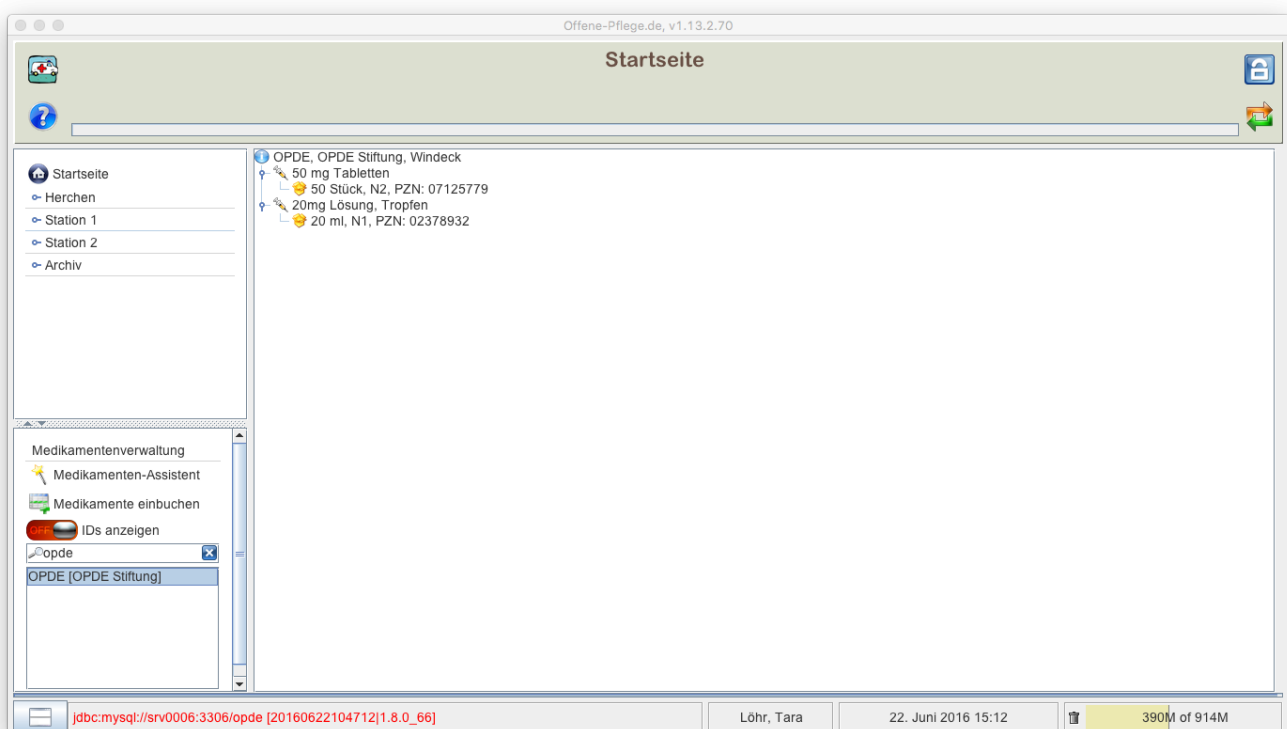 Offene-Pflege.de, v1.13.2.70
Startseite
Startseite
Herchen
Station 1
Station 2
Archiv
OPDE, OPDE Stiftung, Windeck
50 mg Tabletten
50 Stück, N2, PZN: 07125779
20mg Lösung, Tropfen
20 ml, N1, PZN: 02378932
Medikamentenverwaltung
Medikamenten-Assistent
Medikamente einbuchen
OFF IDs anzeigen
opde
OPDE [OPDE Stiftung]
jdbc:mysql://srv0006:3306/opde [20160622104712|1.8.0_66] Löhr, Tara 22. Juni 2016 15:12 390M of 914M